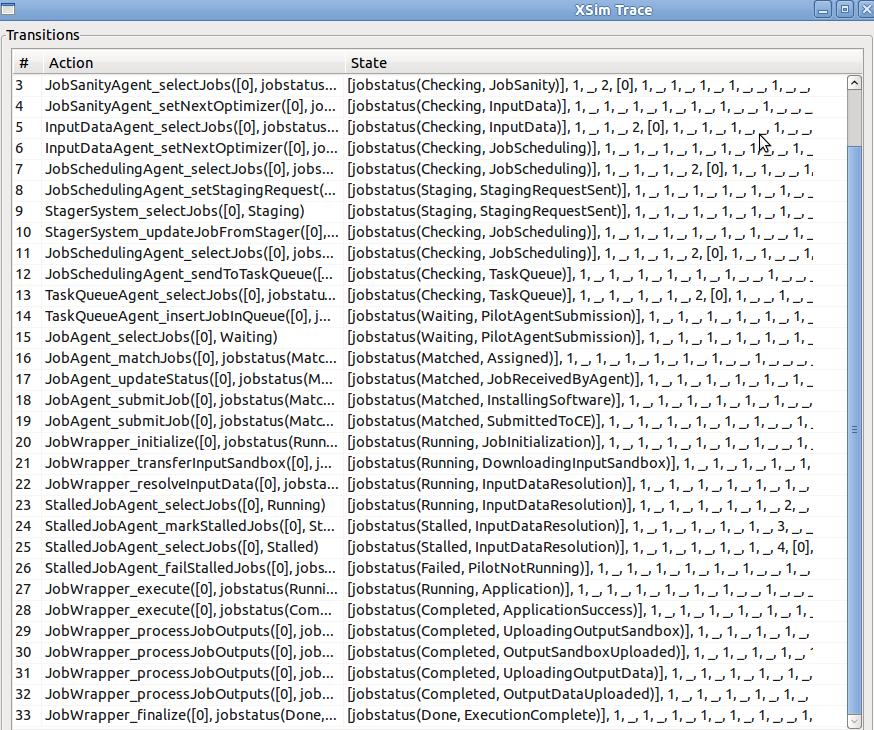 XSim Trace
Transitions
# Action State
3 JobSanityAgent_selectJobs([0], jobstatus... [jobstatus(Checking, JobSanity)], 1, _, 2, [0], 1, _, 1, _, 1, _, 1, _, _, 1, _, _,
4 JobSanityAgent_setNextOptimizer([0], jo... [jobstatus(Checking, InputData)], 1, _, 1, _, 1, _, 1, _, 1, _, 1, _, _, 1, _, _,
5 InputDataAgent_selectJobs([0], jobstatus... [jobstatus(Checking, InputData)], 1, _, 1, _, 2, [0], 1, _, 1, _, 1, _, _, 1, _, _,
6 InputDataAgent_setNextOptimizer([0], jo... [jobstatus(Checking, JobScheduling)], 1, _, 1, _, 1, _, 1, _, 1, _, 1, _, _, 1, _
7 JobSchedulingAgent_selectJobs([0], jobs... [jobstatus(Checking, JobScheduling)], 1, _, 1, _, 1, _, 2, [0], 1, _, 1, _, _, 1,
8 JobSchedulingAgent_setStagingRequest(... [jobstatus(Staging, StagingRequestSent)], 1, _, 1, _, 1, _, 1, _, 1, _, 1, _, _
9 StagerSystem_selectJobs([0], Staging) [jobstatus(Staging, StagingRequestSent)], 1, _, 1, _, 1, _, 1, _, 1, _, 1, _, _
10 StagerSystem_updateJobFromStager([0],... [jobstatus(Checking, JobScheduling)], 1, _, 1, _, 1, _, 1, _, 1, _, 1, _, _, 1, _
11 JobSchedulingAgent_selectJobs([0], jobs... [jobstatus(Checking, JobScheduling)], 1, _, 1, _, 1, _, 2, [0], 1, _, 1, _, _, 1,
12 JobSchedulingAgent_sendToTaskQueue([... [jobstatus(Checking, TaskQueue)], 1, _, 1, _, 1, _, 1, _, 1, _, 1, _, _, 1, _, _
13 TaskQueueAgent_selectJobs([0], jobstatu... [jobstatus(Checking, TaskQueue)], 1, _, 1, _, 1, _, 1, _, 2, [0], 1, _, _, 1, _, _
14 TaskQueueAgent_insertJobInQueue([0], j... [jobstatus(Waiting, PilotAgentSubmission)], 1, _, 1, _, 1, _, 1, _, 1, _, 1, _,
15 JobAgent_selectJobs([0], Waiting) [jobstatus(Waiting, PilotAgentSubmission)], 1, _, 1, _, 1, _, 1, _, 1, _, 1, _,
16 JobAgent_matchJobs([0], jobstatus(Matc... [jobstatus(Matched, Assigned)], 1, _, 1, _, 1, _, 1, _, 1, _, 1, _, _, 1, _, _,
17 JobAgent_updateStatus([0], jobstatus(M... [jobstatus(Matched, JobReceivedByAgent)], 1, _, 1, _, 1, _, 1, _, 1, _, 1, _,
18 JobAgent_submitJob([0], jobstatus(Matc... [jobstatus(Matched, InstallingSoftware)], 1, _, 1, _, 1, _, 1, _, 1, _, 1, _, _,
19 JobAgent_submitJob([0], jobstatus(Matc... [jobstatus(Matched, SubmittedToCE)], 1, _, 1, _, 1, _, 1, _, 1, _, 1, _, _, 1,
20 JobWrapper_initialize([0], jobstatus(Runn... [jobstatus(Running, JobInitialization)], 1, _, 1, _, 1, _, 1, _, 1, _, 1, _, _, 1,
21 JobWrapper_transferInputSandbox([0], j... [jobstatus(Running, DownloadingInputSandbox)], 1, _, 1, _, 1, _, 1, _, 1,
22 JobWrapper_resolveInputData([0], jobsta... [jobstatus(Running, InputDataResolution)], 1, _, 1, _, 1, _, 1, _, 1, _, 1, _,
23 StalledJobAgent_selectJobs([0], Running) [jobstatus(Running, InputDataResolution)], 1, _, 1, _, 1, _, 1, _, 1, _, 2, _
24 StalledJobAgent_markStalledJobs([0], St... [jobstatus(Stalled, InputDataResolution)], 1, _, 1, _, 1, _, 1, _, 1, _, 3, _, _
25 StalledJobAgent_selectJobs([0], Stalled) [jobstatus(Stalled, InputDataResolution)], 1, _, 1, _, 1, _, 1, _, 1, _, 4, [0],
26 StalledJobAgent_failStalledJobs([0], jobs... [jobstatus(Failed, PilotNotRunning)], 1, _, 1, _, 1, _, 1, _, 1, _, 1, _, _, 1, _,
27 JobWrapper_execute([0], jobstatus(Runni... [jobstatus(Running, Application)], 1, _, 1, _, 1, _, 1, _, 1, _, 1, _, _, 1, _, _,
28 JobWrapper_execute([0], jobstatus(Com... [jobstatus(Completed, ApplicationSuccess)], 1, _, 1, _, 1, _, 1, _, 1, _, 1,
29 JobWrapper_processJobOutputs([0], job... [jobstatus(Completed, UploadingOutputSandbox)], 1, _, 1, _, 1, _, 1, _,
30 JobWrapper_processJobOutputs([0], job... [jobstatus(Completed, OutputSandboxUploaded)], 1, _, 1, _, 1, _, 1, _, 1
31 JobWrapper_processJobOutputs([0], job... [jobstatus(Completed, UploadingOutputData)], 1, _, 1, _, 1, _, 1, _, 1, _,
32 JobWrapper_processJobOutputs([0], job... [jobstatus(Completed, OutputDataUploaded)], 1, _, 1, _, 1, _, 1, _, 1, _,
33 JobWrapper_finalize([0], jobstatus(Done,... [jobstatus(Done, ExecutionComplete)], 1, _, 1, _, 1, _, 1, _, 1, _, 1, _, _, 1,